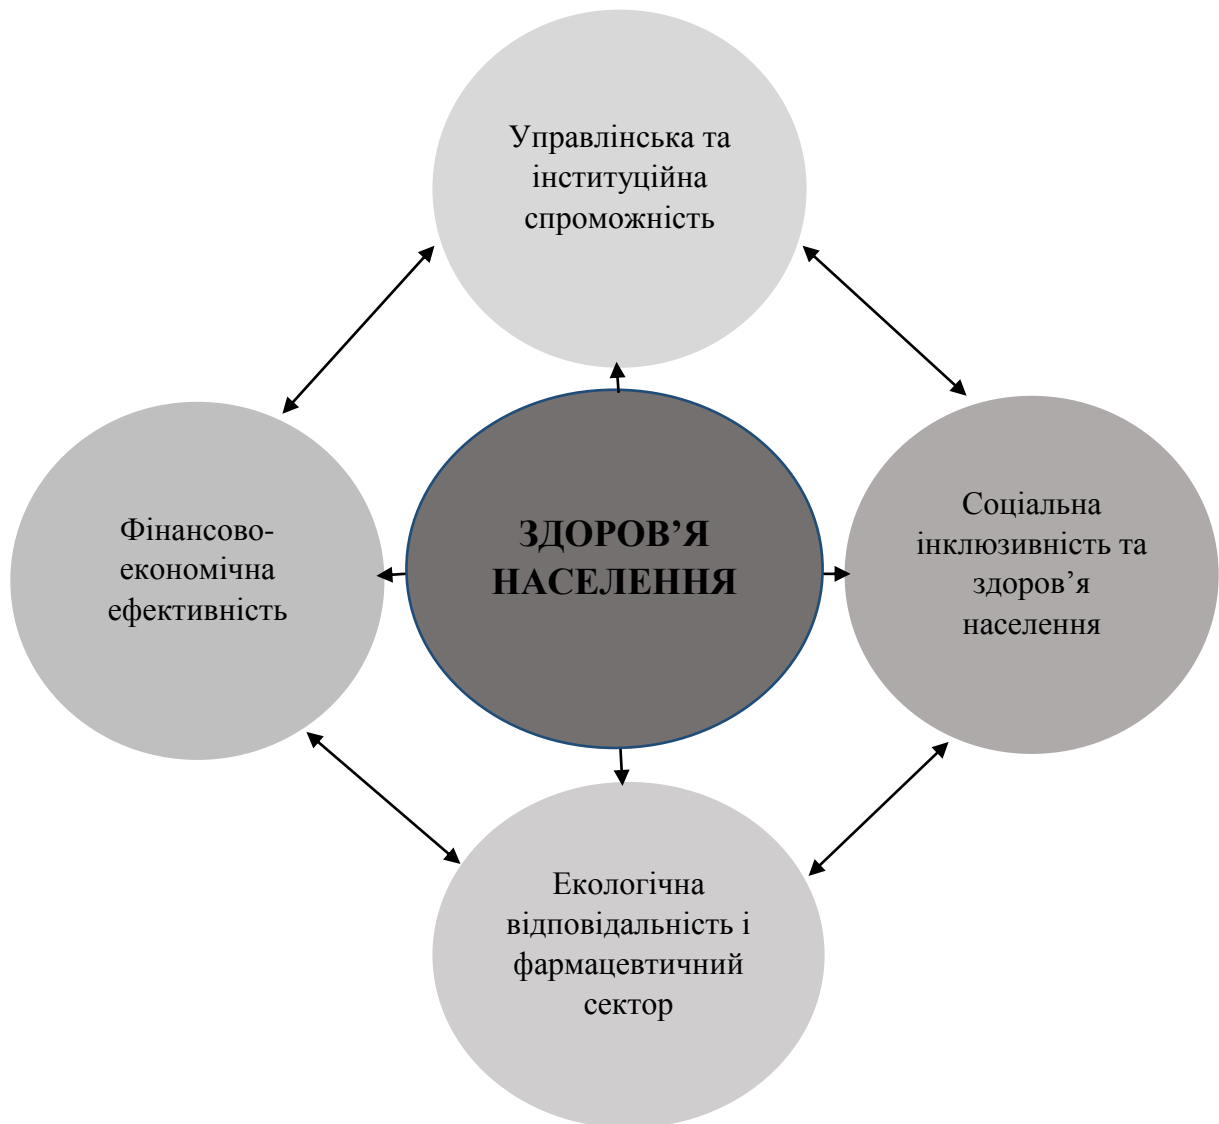 Управлінська та
інституційна
спроможність
Фінансово-
економічна
ефективність
ЗДОРОВ’Я
НАСЕЛЕННЯ
Соціальна
інклюзивність та
здоров’я
населення
Екологічна
відповідальність і
фармацевтичний
сектор